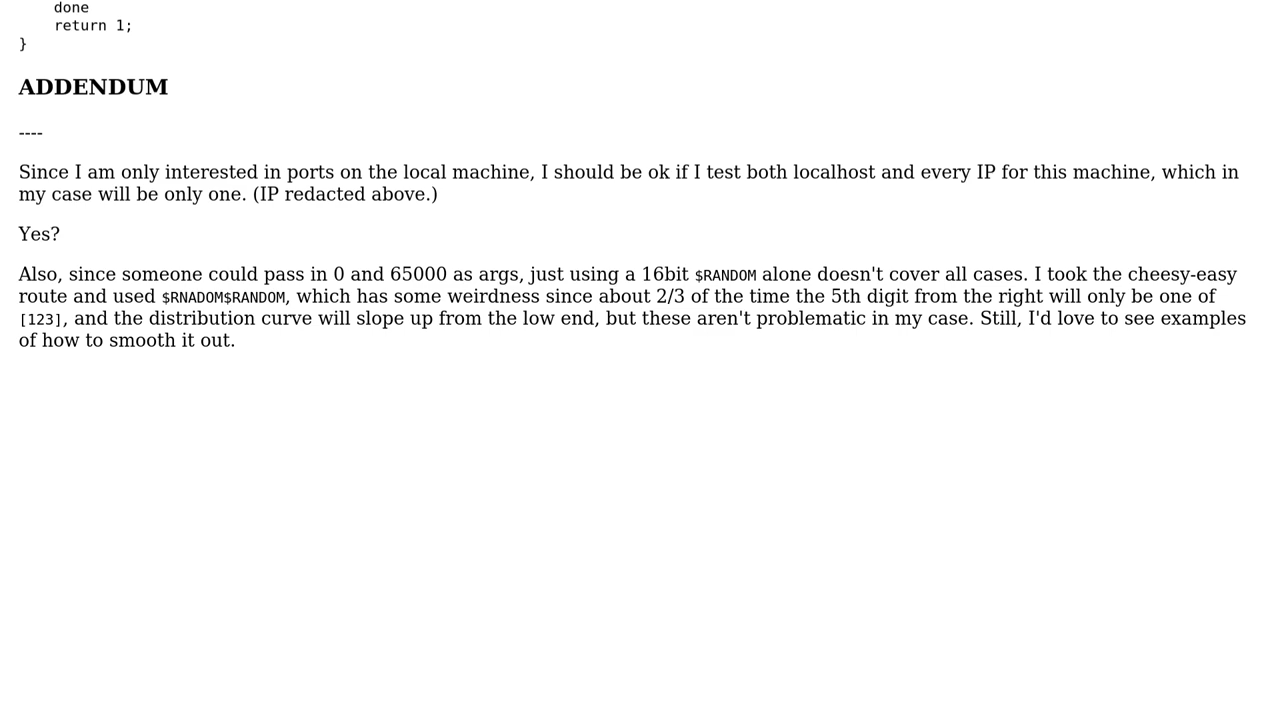 done
return 1;
}
ADDENDUM
----
Since I am only interested in ports on the local machine, I should be ok if I test both localhost and every IP for this machine, which in
my case will be only one. (IP redacted above.)
Yes?
Also, since someone could pass in 0 and 65000 as args, just using a 16bit $RANDOM alone doesn't cover all cases. I took the cheesy-easy
route and used $RNADOM$RANDOM, which has some weirdness since about 2/3 of the time the 5th digit from the right will only be one of
[123], and the distribution curve will slope up from the low end, but these aren't problematic in my case. Still, I'd love to see examples
of how to smooth it out.